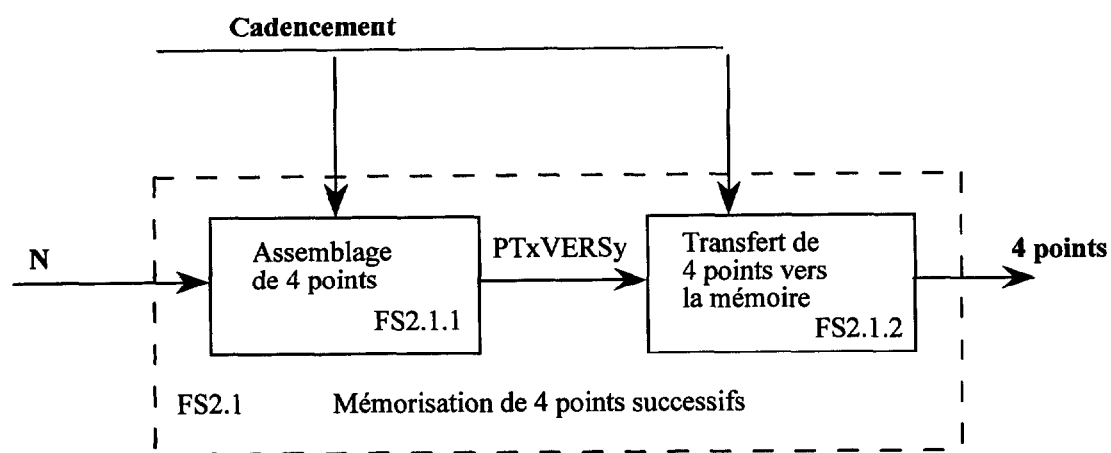 Cadencement
N
Assemblage
de 4 points
FS2.1.1
PTxVERSy
Transfert de
4 points vers
la mémoire
FS2.1.2
4 points
FS2.1
Mémorisation de 4 points successifs